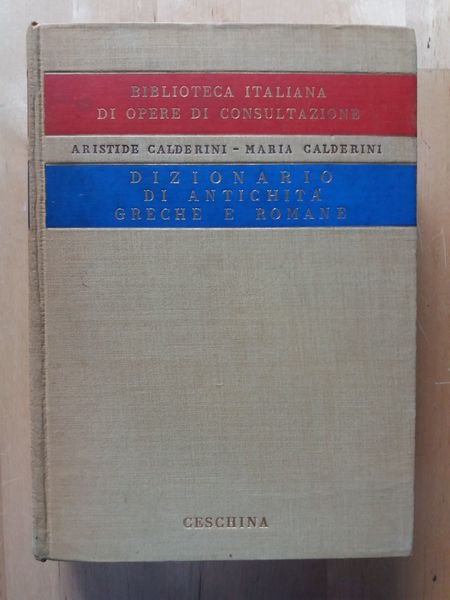 BIBLIOTECA ITALIANA
DI OPERE DI CONSULTAZIONE
ARISTIDE CALDERINI - MARIA CALDERINI
DIZIONARIO
DI ANTICHITÀ
GRECHE E ROMANE
CESCHINA